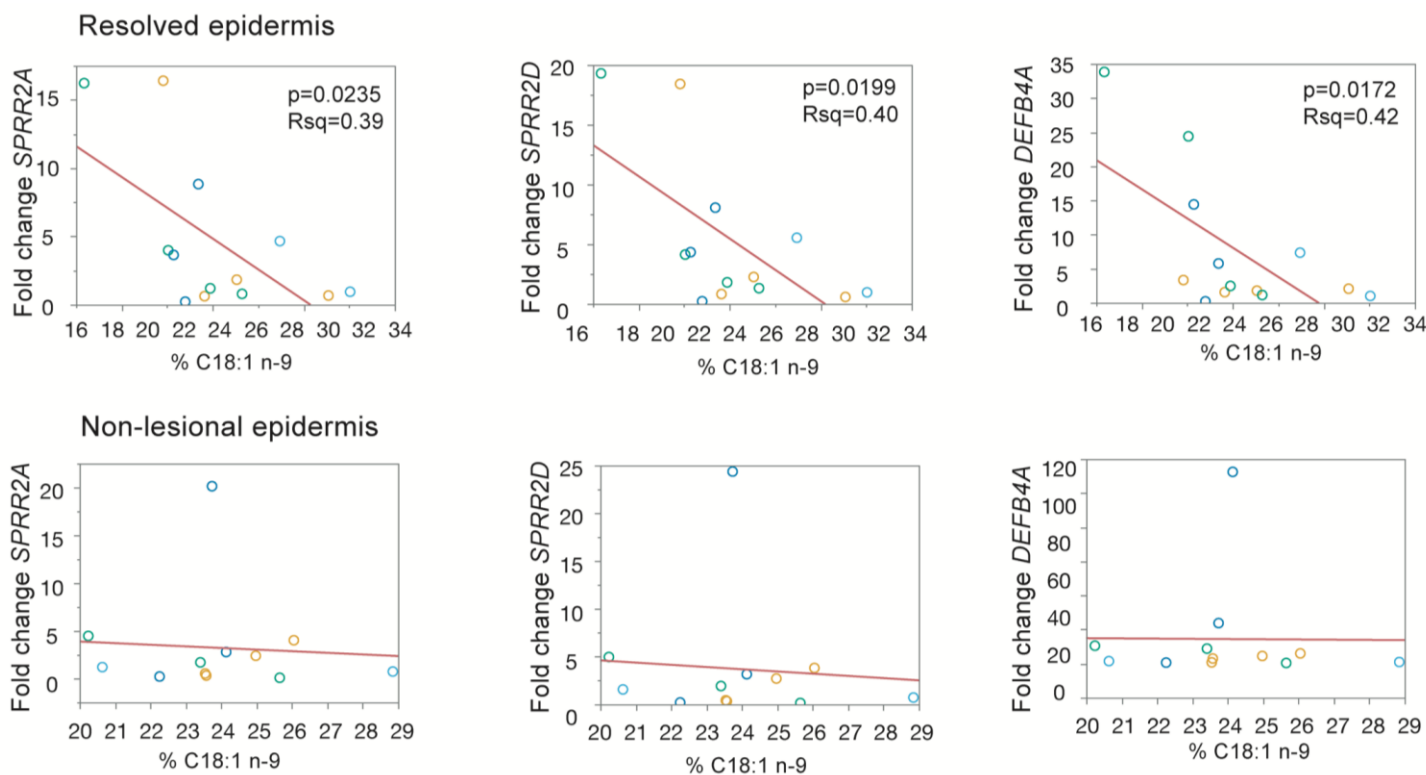 Resolved epidermis
Fold change SPRR2A
15
10
5
0
p=0.0235
Rsq=0.39
16 18 20 22 24 26 28 30 32 34
% C18:1 n-9
Fold change SPRR2D
20
15
10
5
0
p=0.0199
Rsq=0.40
16 18 20 22 24 26 28 30 32 34
% C18:1 n-9
Fold change DEFB4A
35
30
25
20
15
10
5
0
p=0.0172
Rsq=0.42
16 18 20 22 24 26 28 30 32 34
% C18:1 n-9
Non-lesional epidermis
Fold change SPRR2A
20
15
10
5
0
20 21 22 23 24 25 26 27 28 29
% C18:1 n-9
Fold change SPRR2D
25
20
15
10
5
0
20 21 22 23 24 25 26 27 28 29
% C18:1 n-9
Fold change DEFB4A
120
100
80
60
40
20
0
20 21 22 23 24 25 26 27 28 29
% C18:1 n-9